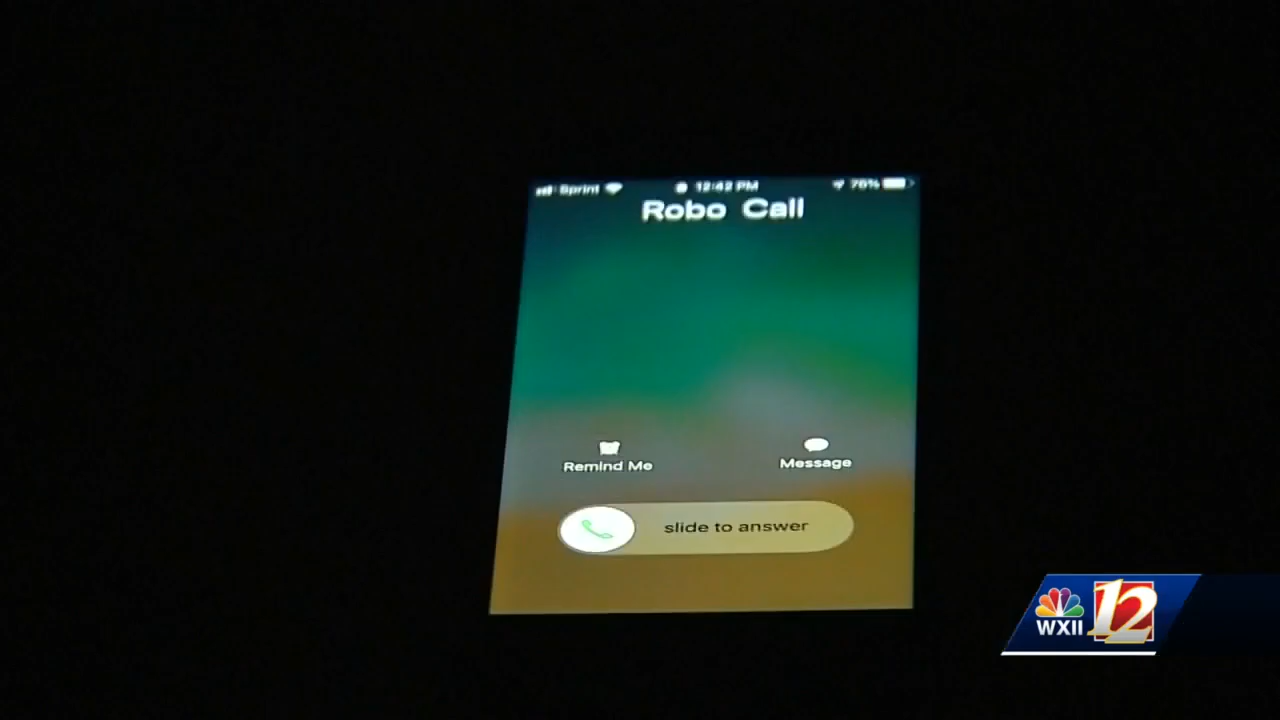 Sprint 12:42 PM 76%
Robo Call
Remind Me Message
slide to answer
WXII 12